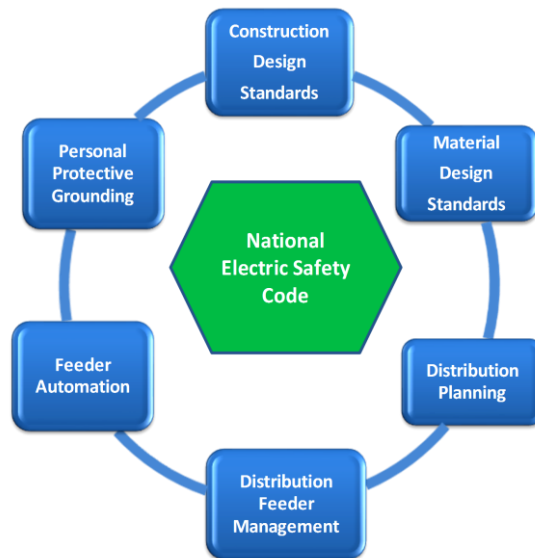 Construction
Design
Standards
Material
Design
Standards
Distribution
Planning
Distribution
Feeder
Management
Feeder
Automation
Personal
Protective
Grounding
National
Electric Safety
Code